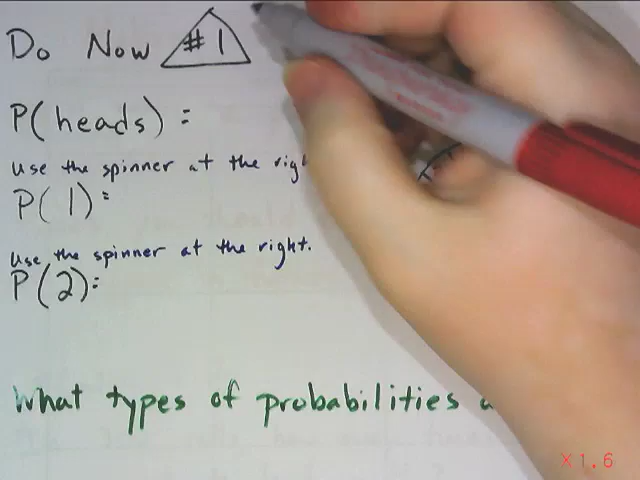 Do Now #1
P(heads) =
Use the spinner at the
P(1) =
Use the spinner at the right.
P(2) =
What types of probabilities
X1.6